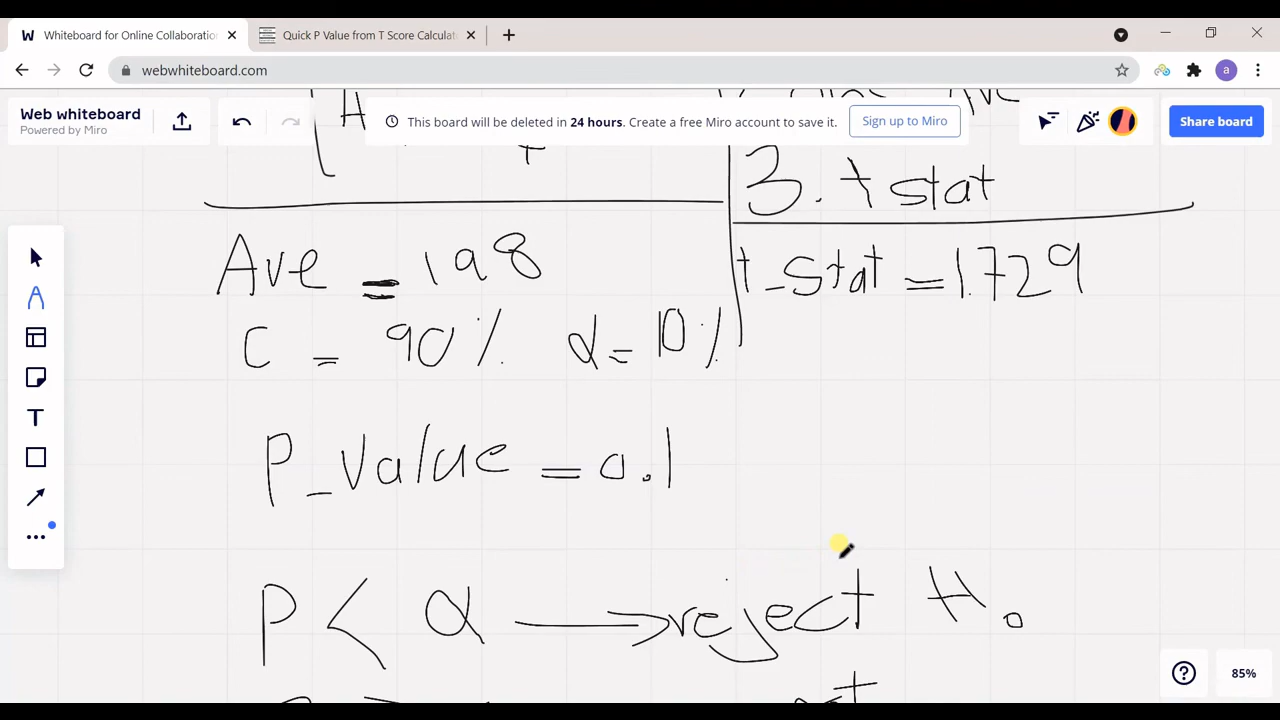 Whiteboard for Online Collaboration
Quick P Value from T Score Calculat
webwhiteboard.com
a
Web whiteboard
Powered by Miro
This board will be deleted in 24 hours. Create a free Miro account to save it.
Sign up to Miro
Share board
3. t stat
Ave = 198
t_stat = 1.729
C = 90% α = 10%
T
P_value = 0.1
P < α → reject H0
85%